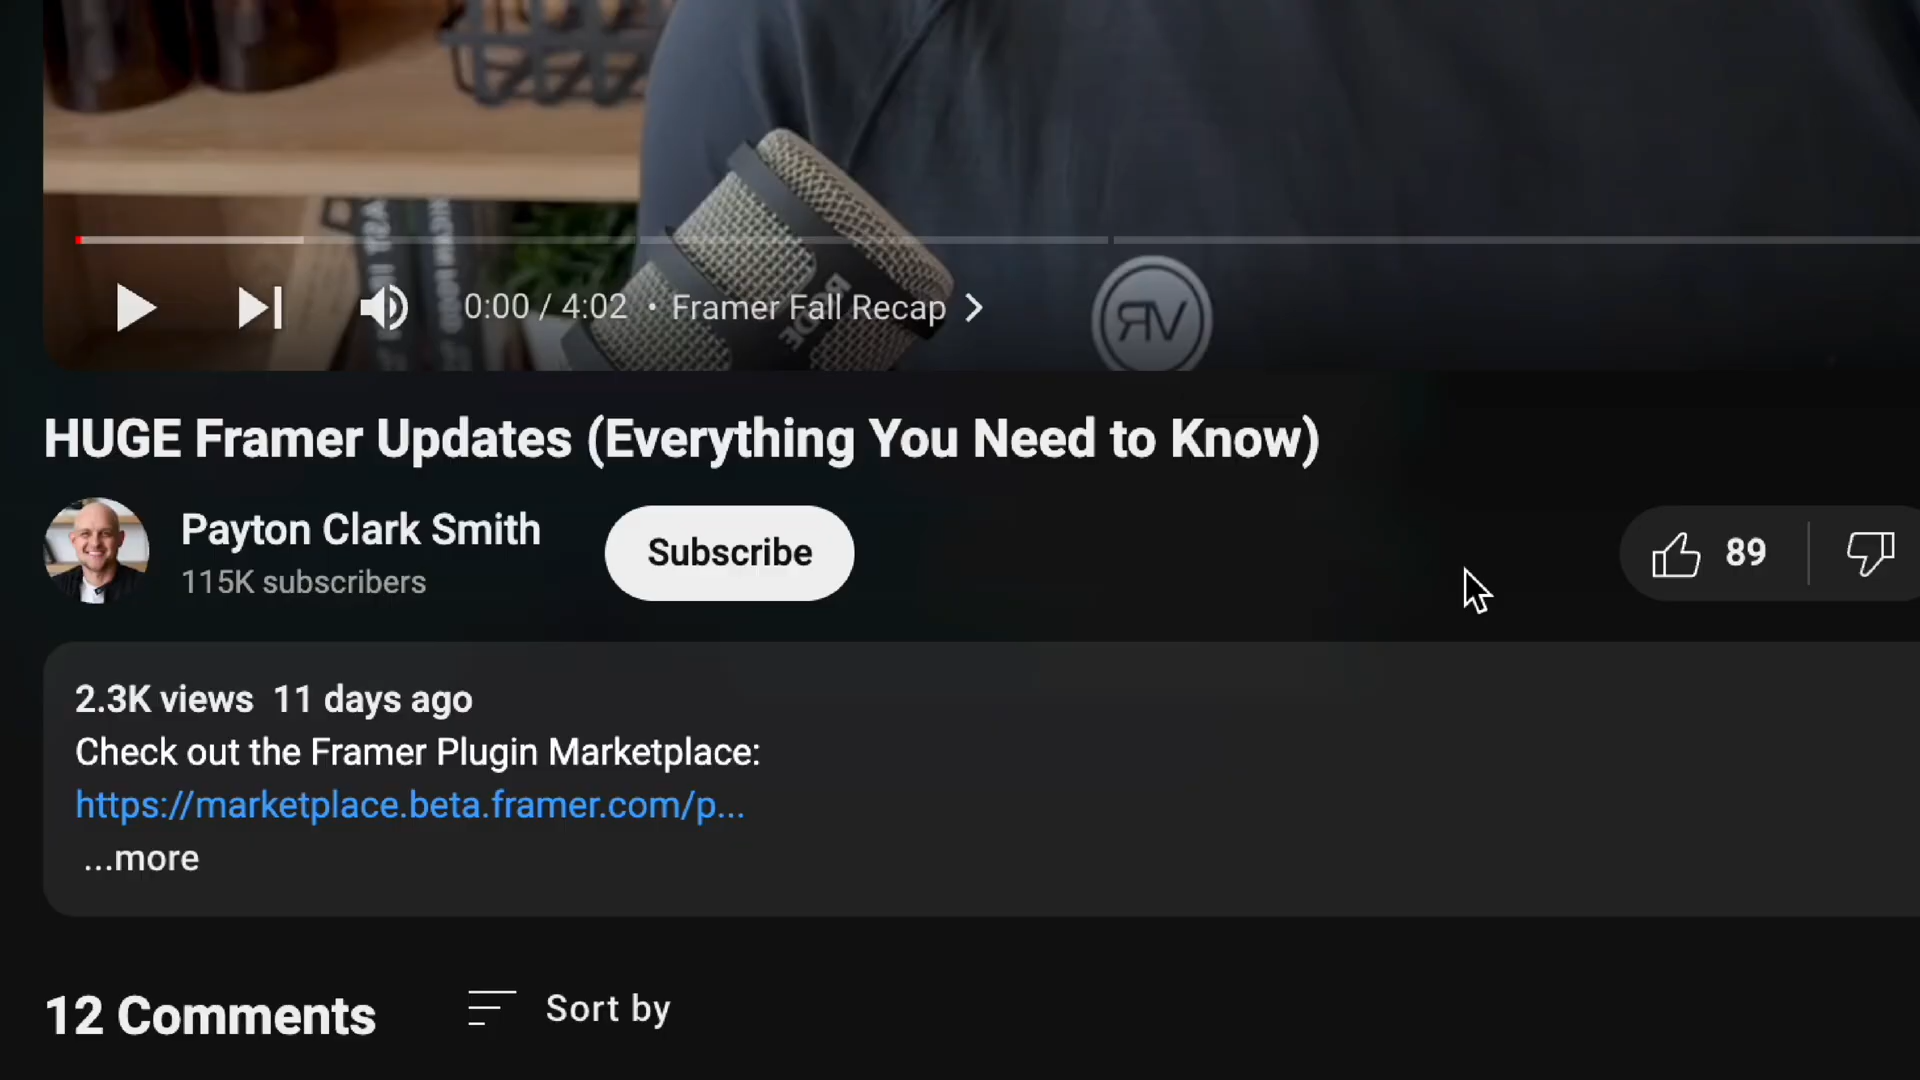 RODE
RV
0:00 / 4:02 • Framer Fall Recap
HUGE Framer Updates (Everything You Need to Know)
Payton Clark Smith
115K subscribers
Subscribe
89
2.3K views 11 days ago
Check out the Framer Plugin Marketplace:
https://marketplace.beta.framer.com/p...
...more
12 Comments
Sort by